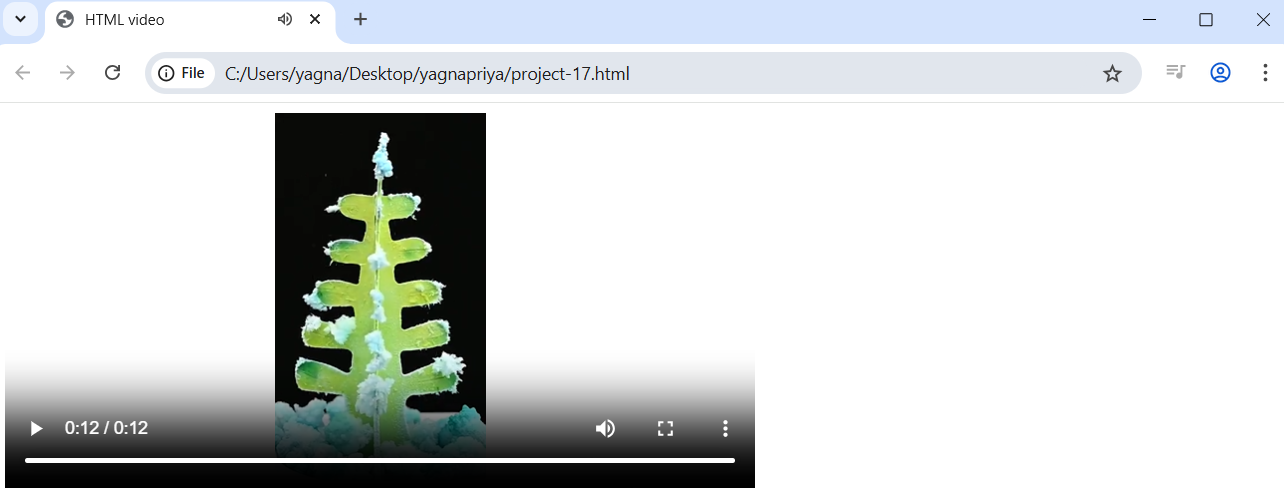 HTML video
File C:/Users/yagna/Desktop/yagnapriya/project-17.html
0:12 / 0:12